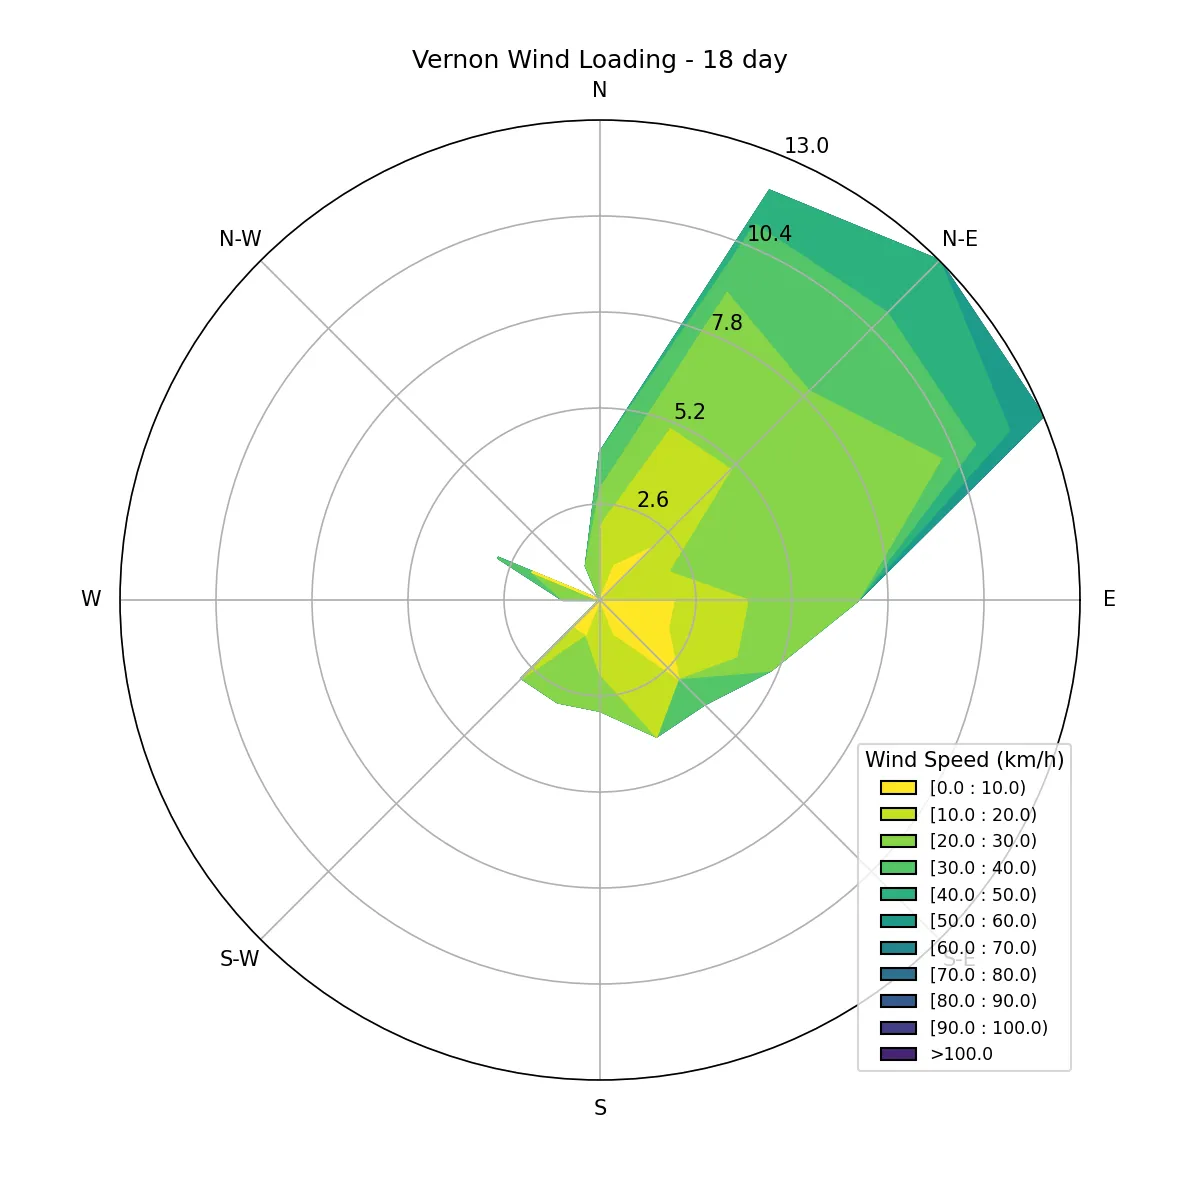 Vernon Wind Loading - 18 day
N
13.0
N-W
10.4
N-E
7.8
5.2
2.6
W
E
Wind Speed (km/h)
[0.0 : 10.0)
[10.0 : 20.0)
[20.0 : 30.0)
[30.0 : 40.0)
[40.0 : 50.0)
[50.0 : 60.0)
[60.0 : 70.0)
[70.0 : 80.0)
[80.0 : 90.0)
[90.0 : 100.0)
>100.0
S-W
S-E
S